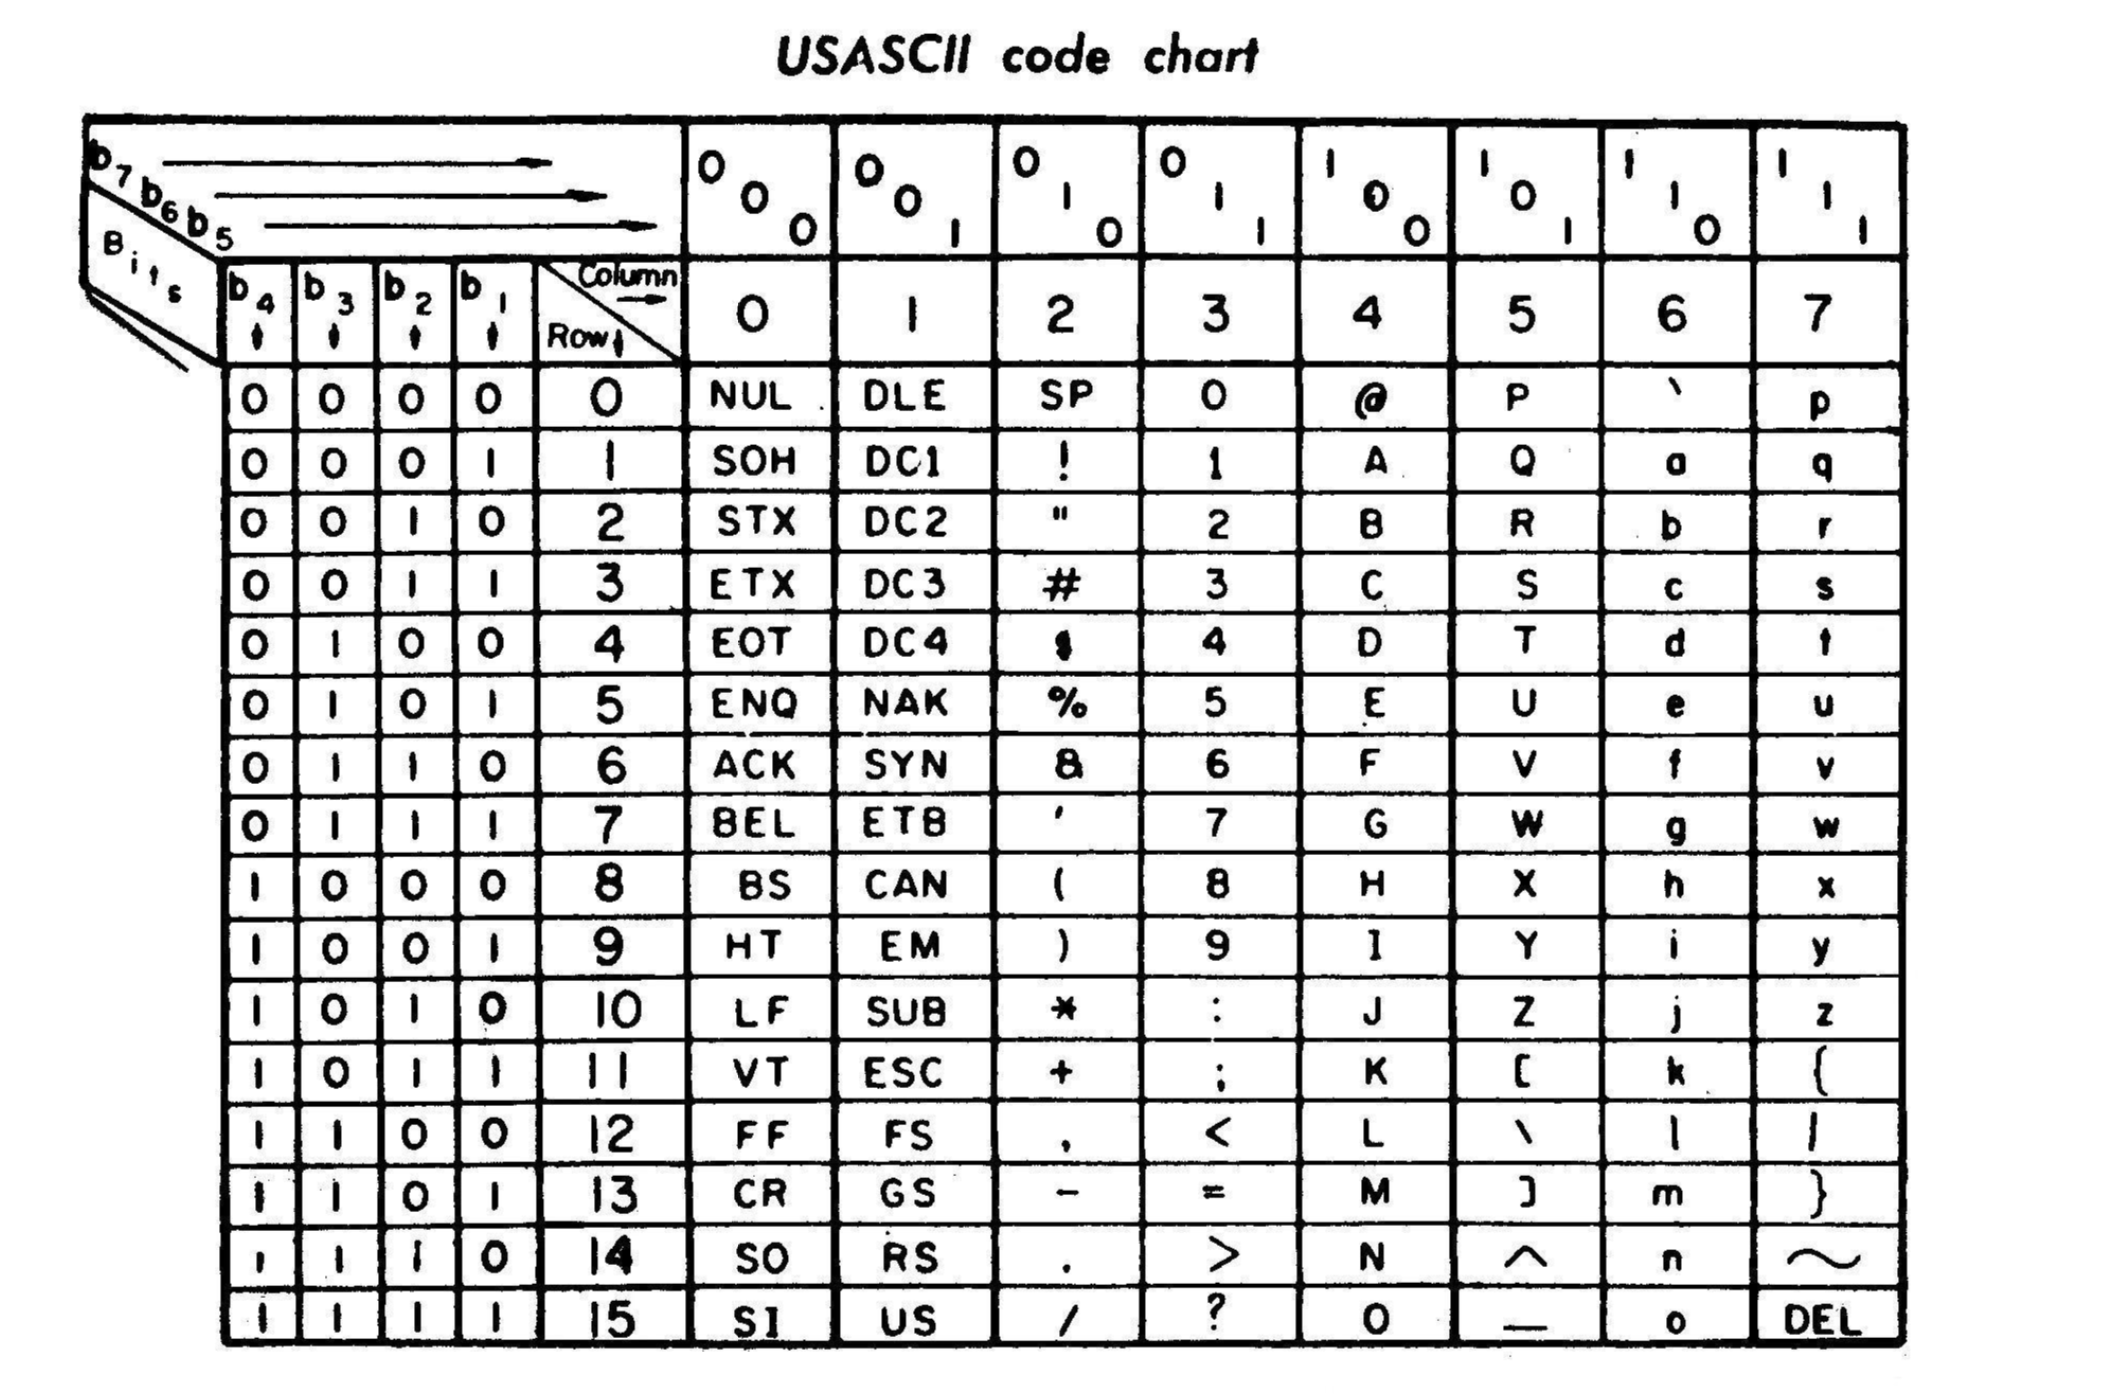 USASCII code chart
b7 b6 b5 0 0 0 0 0 1 0 1 0 0 1 1 1 0 0 1 0 1 1 1 0 1 1 1
Bits b4 b3 b2 b1 Column Row 0 1 2 3 4 5 6 7
0 0 0 0 0 NUL DLE SP 0 @ P ` p
0 0 0 1 1 SOH DC1 ! 1 A Q a q
0 0 1 0 2 STX DC2 " 2 B R b r
0 0 1 1 3 ETX DC3 # 3 C S c s
0 1 0 0 4 EOT DC4 $ 4 D T d t
0 1 0 1 5 ENQ NAK % 5 E U e u
0 1 1 0 6 ACK SYN & 6 F V f v
0 1 1 1 7 BEL ETB ' 7 G W g w
1 0 0 0 8 BS CAN ( 8 H X h x
1 0 0 1 9 HT EM ) 9 I Y i y
1 0 1 0 10 LF SUB * : J Z j z
1 0 1 1 11 VT ESC + ; K [ k {
1 1 0 0 12 FF FS , < L \ l |
1 1 0 1 13 CR GS - = M ] m }
1 1 1 0 14 SO RS . > N ^ n ~
1 1 1 1 15 SI US / ? O _ o DEL